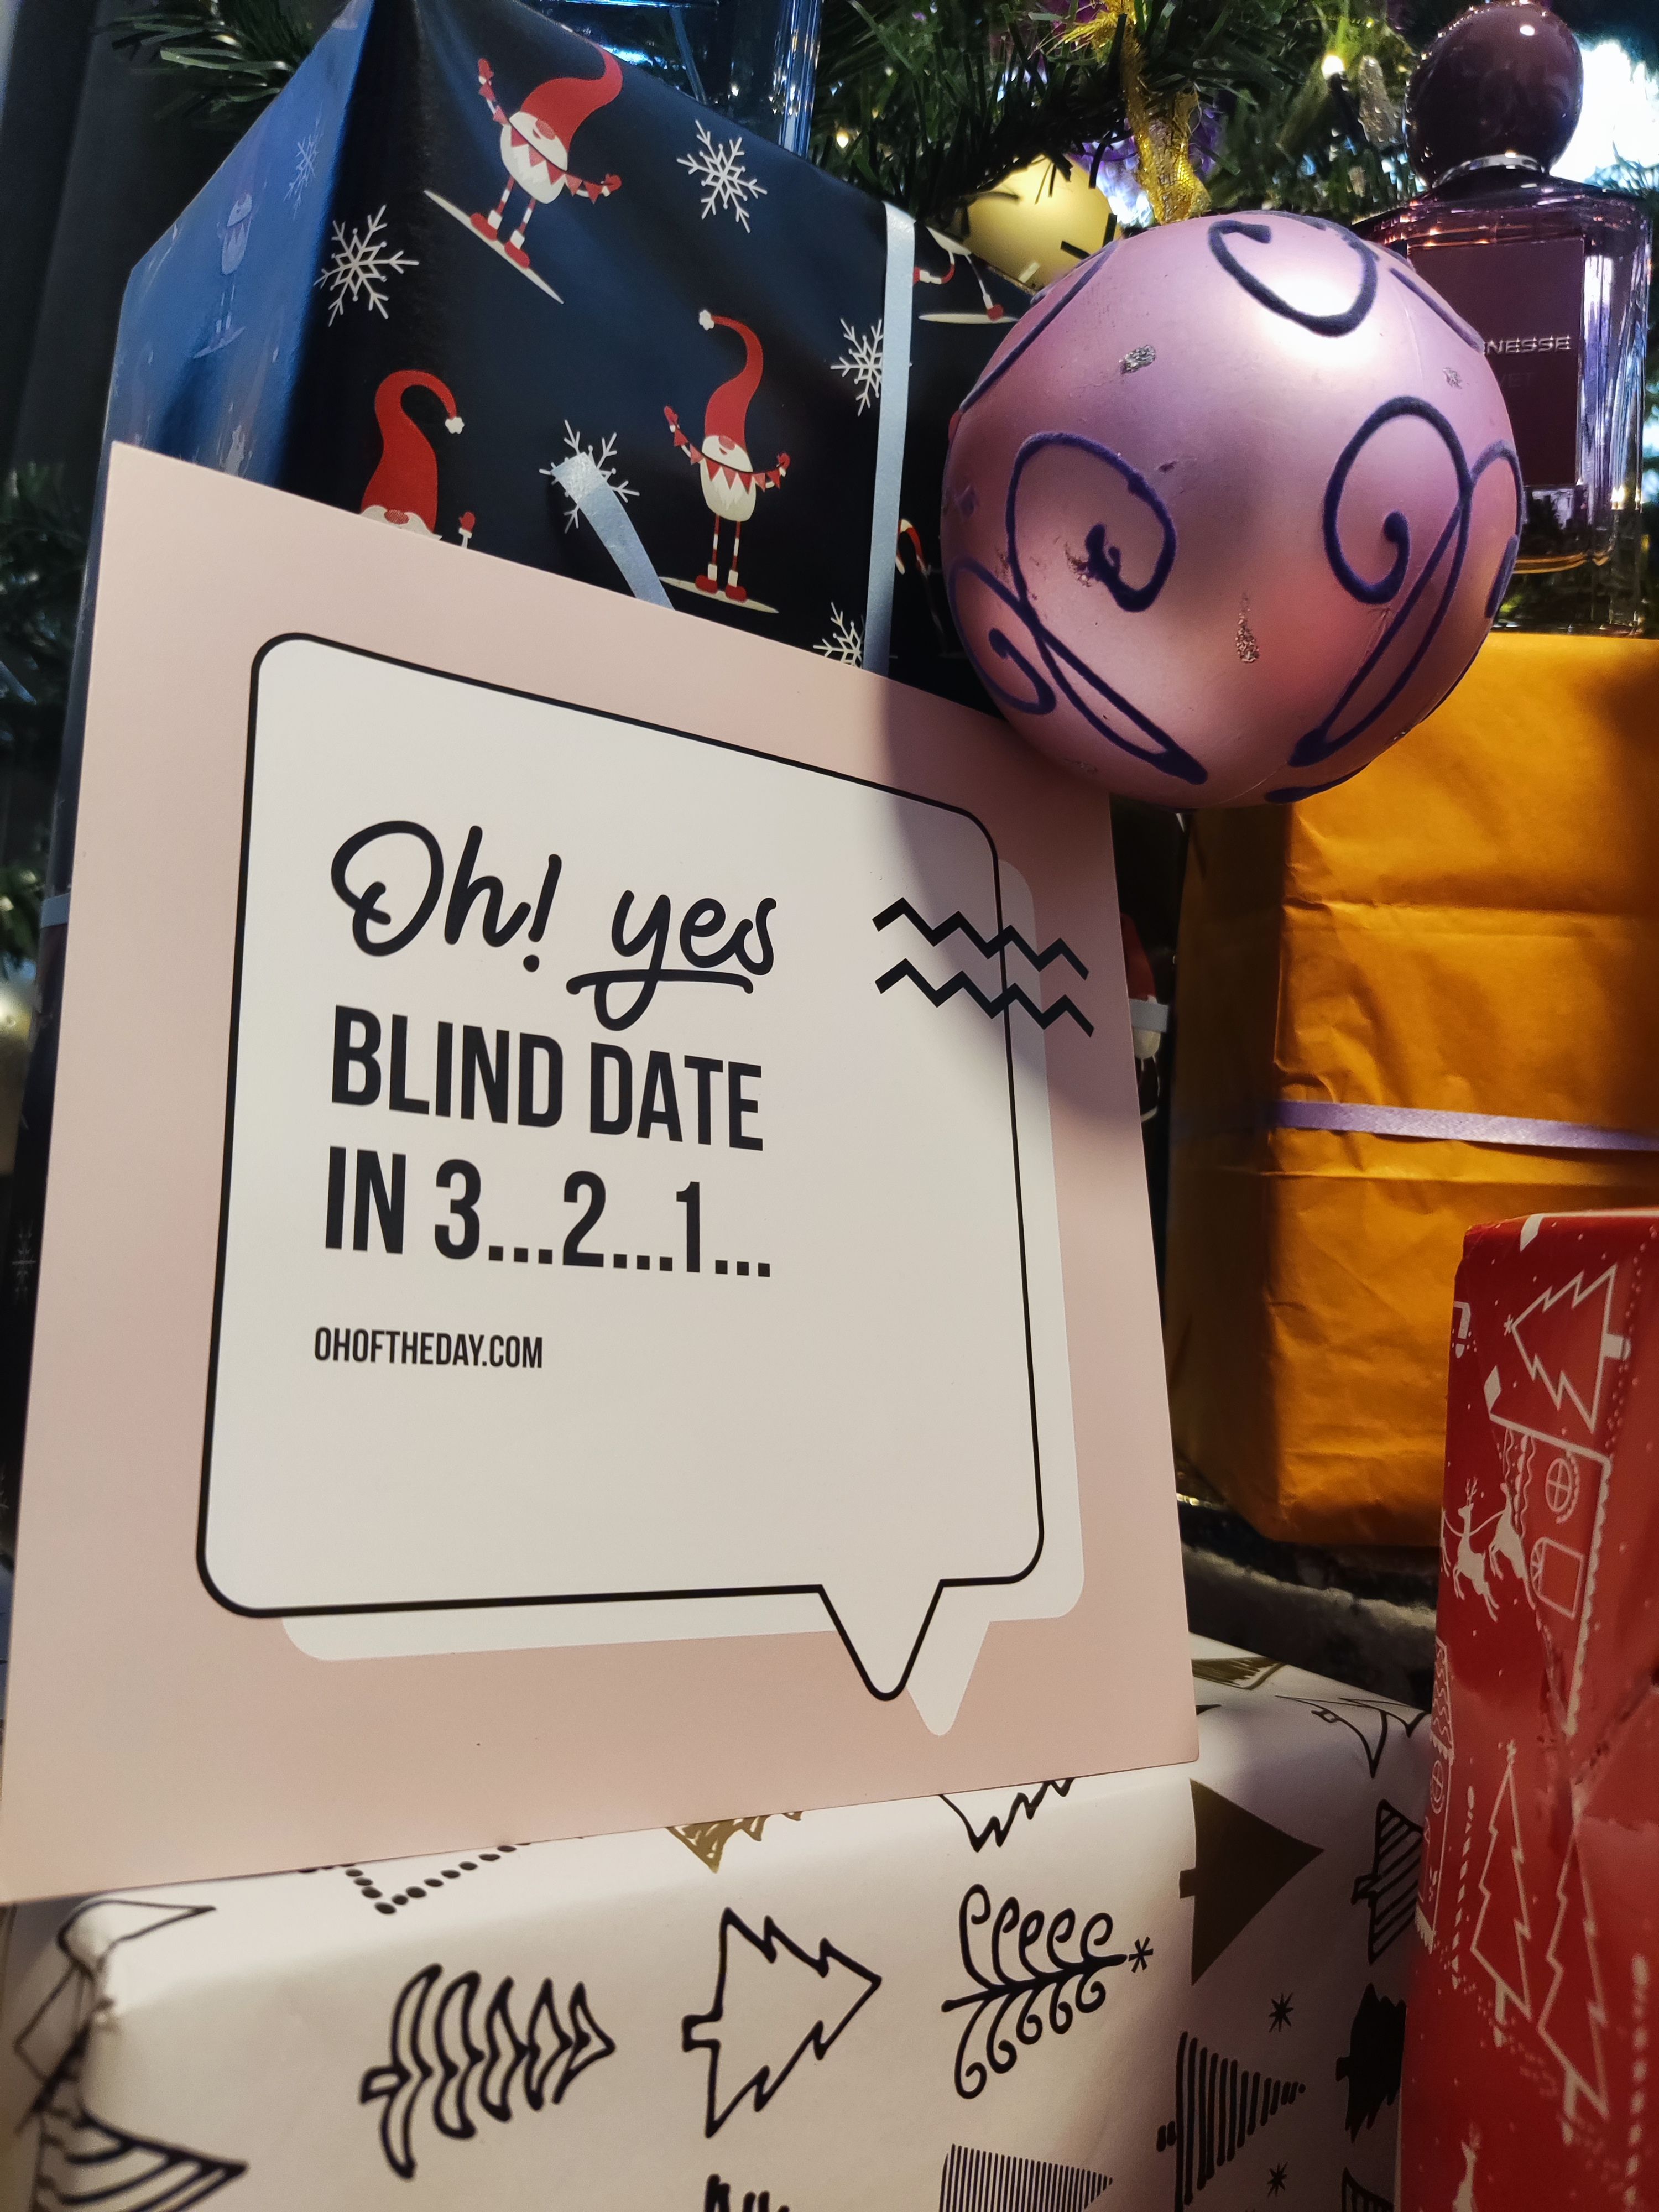 Oh! yes
BLIND DATE
IN 3...2...1...
OHOFTHEDAY.COM